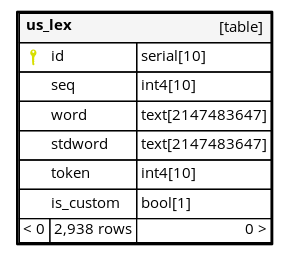 us_lex [table]
id serial[10]
seq int4[10]
word text[2147483647]
stdword text[2147483647]
token int4[10]
is_custom bool[1]
< 0 2,938 rows 0 >